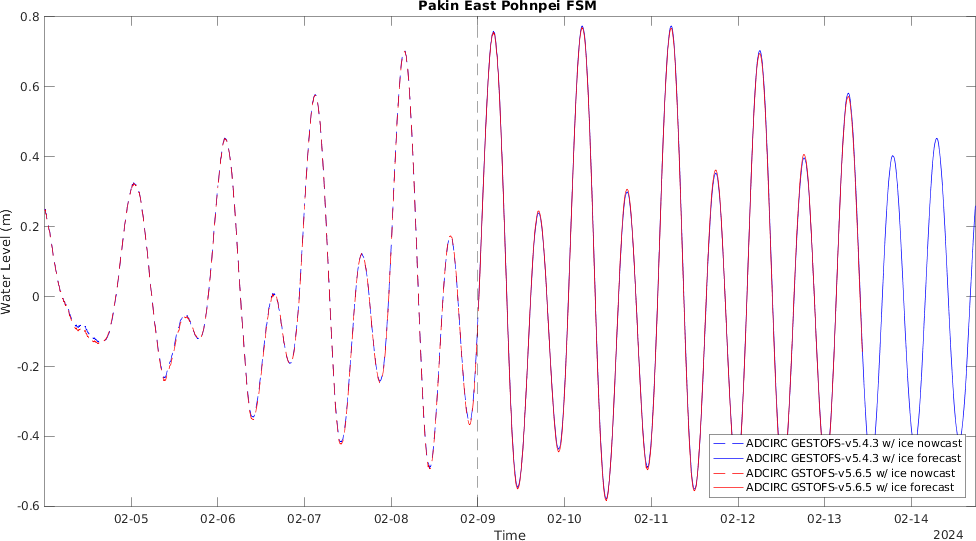 Pakin East Pohnpei FSM
0.8
0.6
0.4
0.2
0
-0.2
-0.4
-0.6
Water Level (m)
ADCIRC GESTOFS-v5.4.3 w/ ice nowcast
ADCIRC GESTOFS-v5.4.3 w/ ice forecast
ADCIRC GSTOFS-v5.6.5 w/ ice nowcast
ADCIRC GSTOFS-v5.6.5 w/ ice forecast
02-05 02-06 02-07 02-08 02-09 02-10 02-11 02-12 02-13 02-14
Time
2024